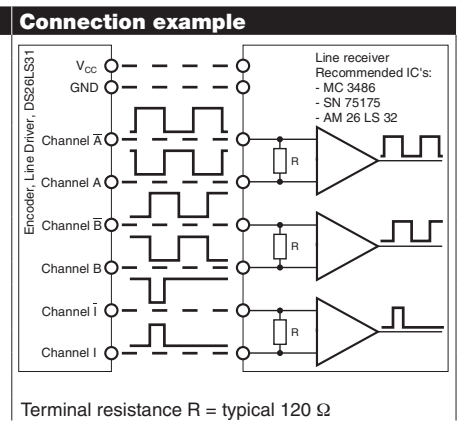 Connection example
Encoder, Line Driver, DS26LS31
VCC
GND
Channel A̅
Channel A
Channel B̅
Channel B
Channel I̅
Channel I
Line receiver
Recommended IC's:
- MC 3486
- SN 75175
- AM 26 LS 32
R
R
R
Terminal resistance R = typical 120 Ω